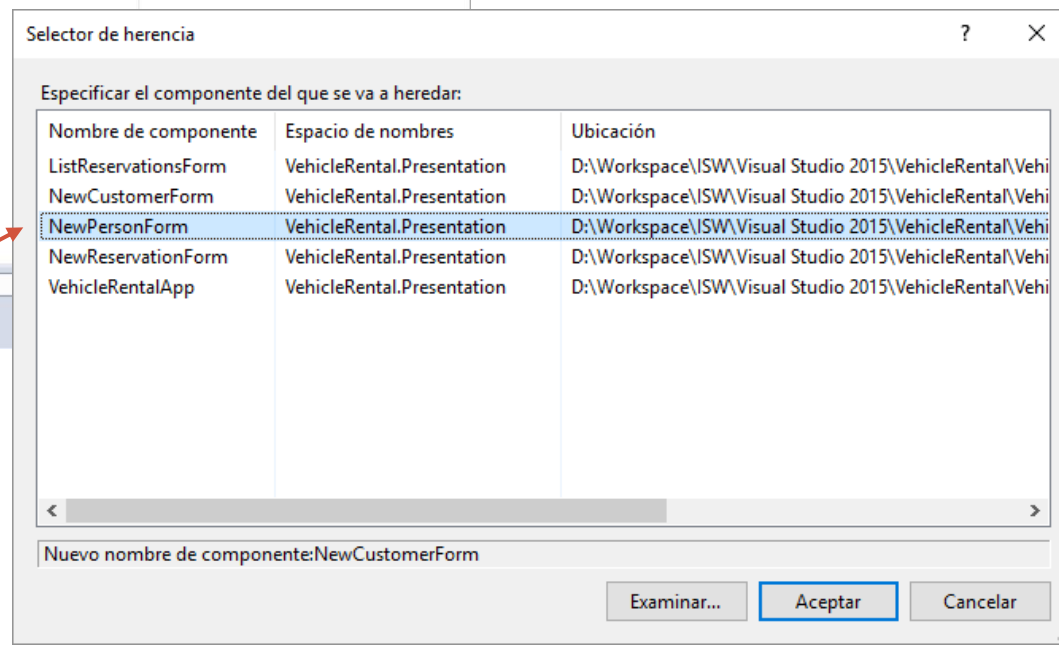 Selector de herencia ?
Especificar el componente del que se va a heredar:
Nombre de componente Espacio de nombres Ubicación
ListReservationsForm VehicleRental.Presentation D:\Workspace\ISW\Visual Studio 2015\VehicleRental\Vehi
NewCustomerForm VehicleRental.Presentation D:\Workspace\ISW\Visual Studio 2015\VehicleRental\Vehi
NewPersonForm VehicleRental.Presentation D:\Workspace\ISW\Visual Studio 2015\VehicleRental\Vehi
NewReservationForm VehicleRental.Presentation D:\Workspace\ISW\Visual Studio 2015\VehicleRental\Vehi
VehicleRentalApp VehicleRental.Presentation D:\Workspace\ISW\Visual Studio 2015\VehicleRental\Vehi
Nuevo nombre de componente:NewCustomerForm
Examinar... Aceptar Cancelar